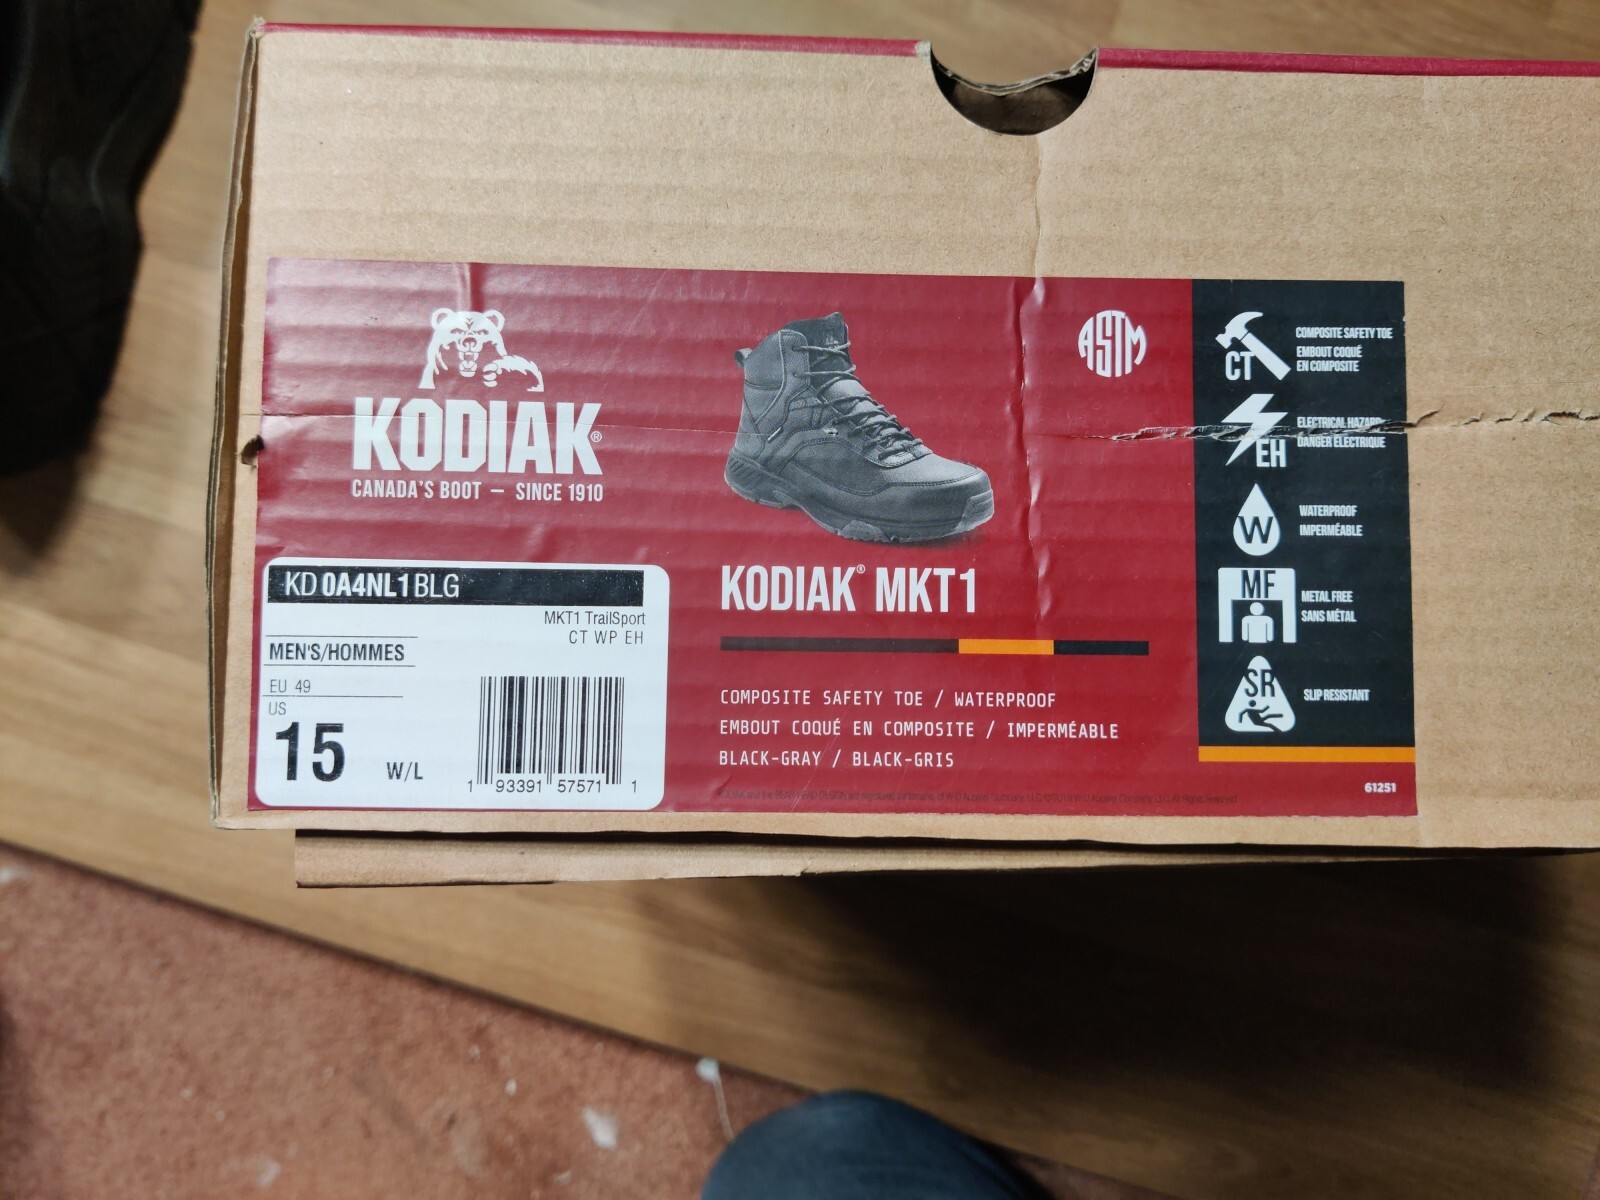 KODIAK®
CANADA'S BOOT — SINCE 1910
KD 0A4NL1 BLG
MKT1 TrailSport
CT WP EH
MEN'S/HOMMES
EU 49
US
15 W/L
1 93391 57571 1
ASTM
KODIAK® MKT1
COMPOSITE SAFETY TOE / WATERPROOF
EMBOUT COQUÉ EN COMPOSITE / IMPERMÉABLE
BLACK-GRAY / BLACK-GRIS
CT
COMPOSITE SAFETY TOE
EMBOUT COQUÉ
EN COMPOSITE
EH
ELECTRICAL HAZARD
DANGER ÉLECTRIQUE
W
WATERPROOF
IMPERMÉABLE
MF
METAL FREE
SANS MÉTAL
SR
SLIP RESISTANT
61251